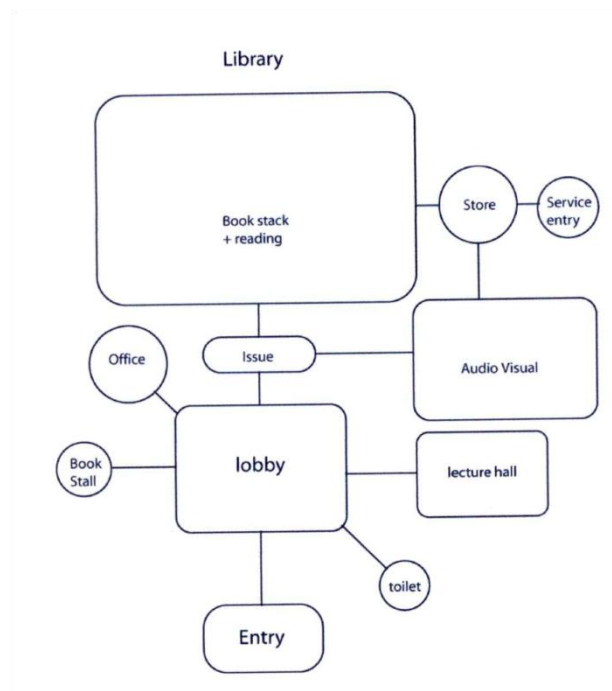 Library
Book stack
+ reading
Store
Service
entry
Issue
Office
Audio Visual
lobby
Book
Stall
lecture hall
toilet
Entry